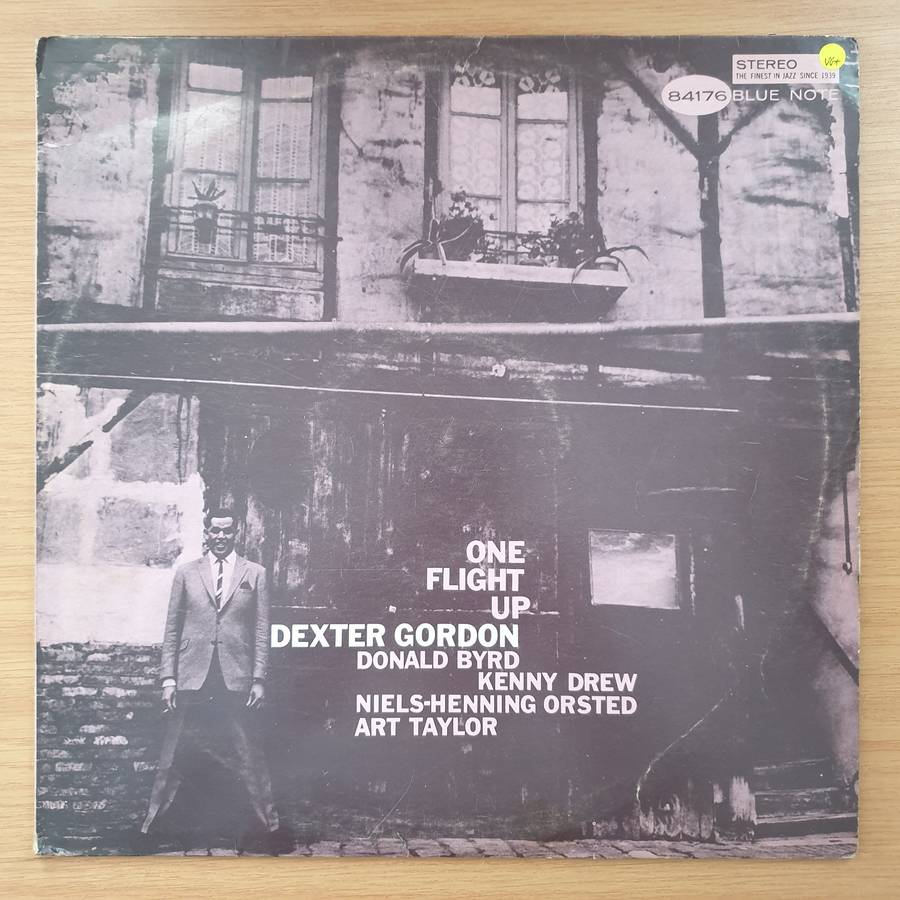 STEREO
VG+
THE FINEST IN JAZZ SINCE 1939
84176 BLUE NOTE
ONE
FLIGHT
UP
DEXTER GORDON
DONALD BYRD
KENNY DREW
NIELS-HENNING ORSTED
ART TAYLOR